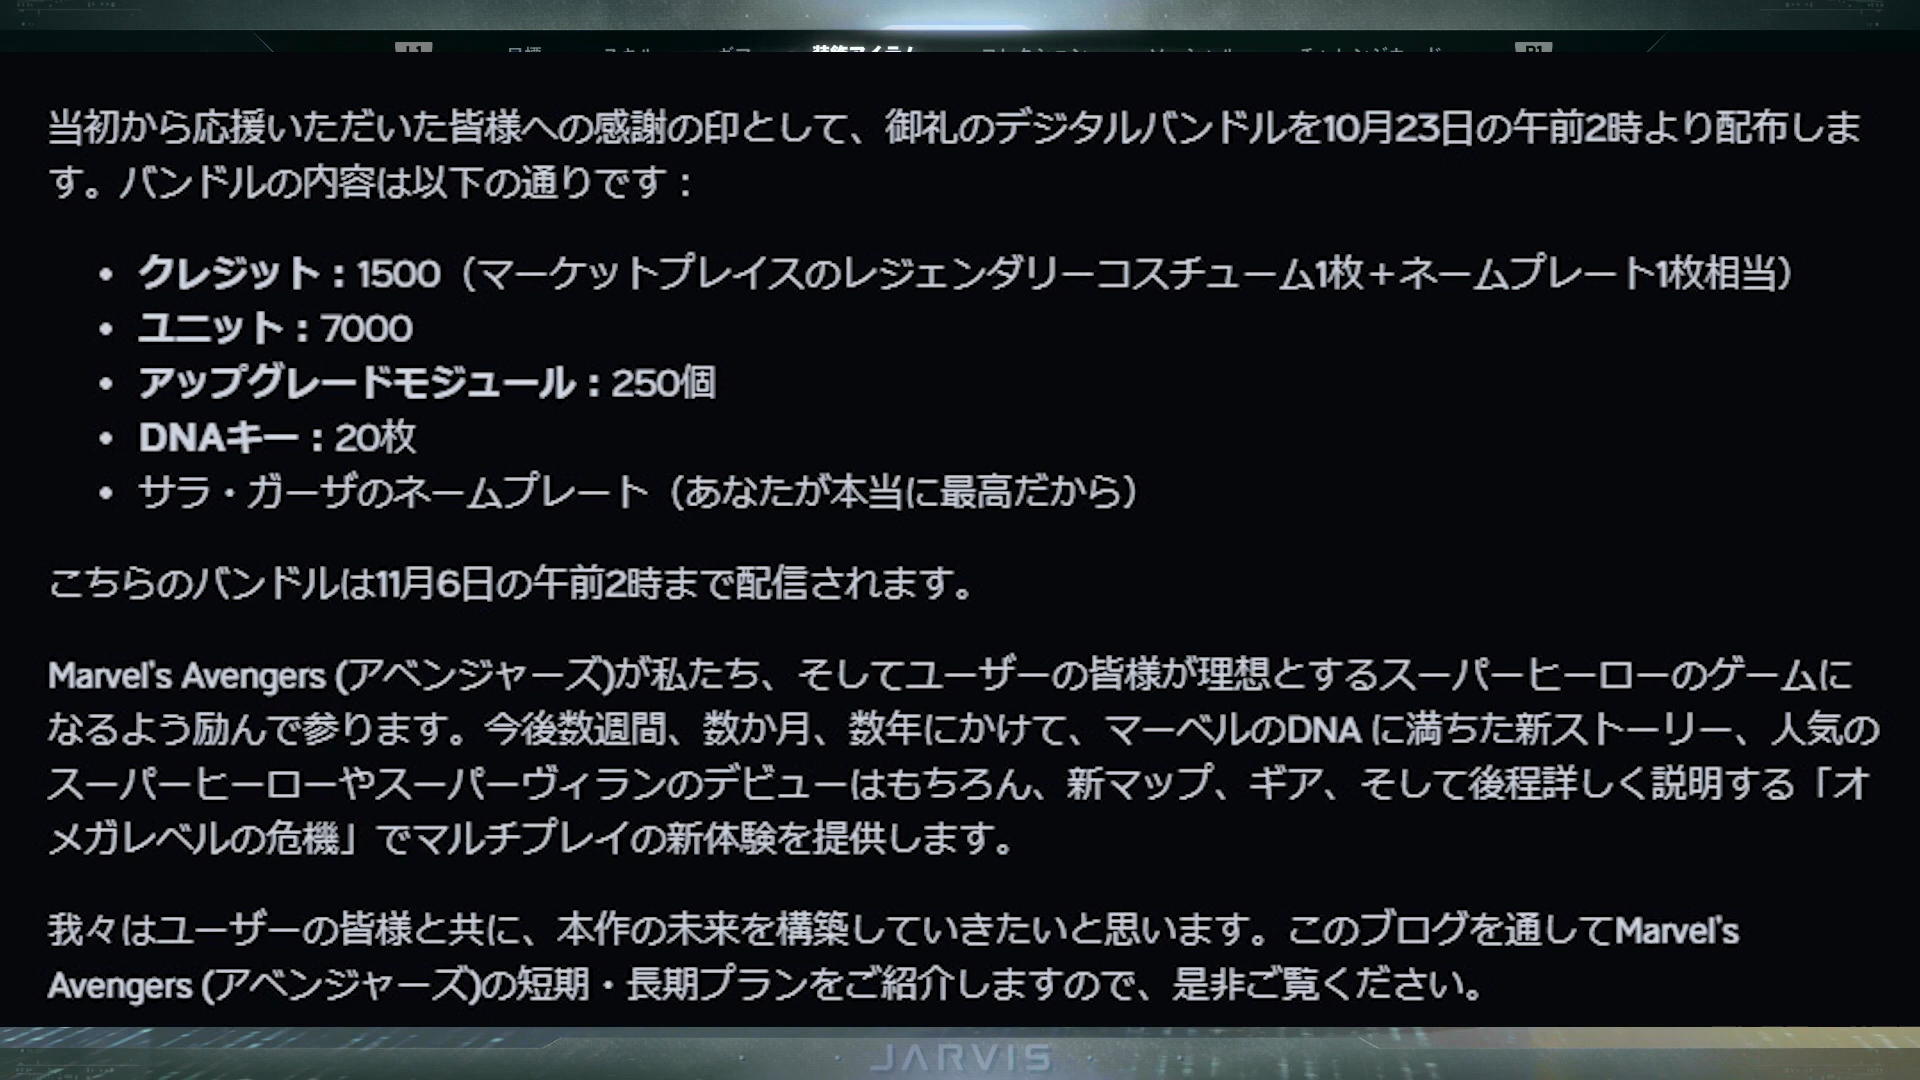 装飾アイテム
当初から応援いただいた皆様への感謝の印として、御礼のデジタルバンドルを10月23日の午前2時より配布しま
す。バンドルの内容は以下の通りです：
• クレジット：1500（マーケットプレイスのレジェンダリーコスチューム1枚＋ネームプレート1枚相当）
• ユニット：7000
• アップグレードモジュール：250個
• DNAキー：20枚
• サラ・ガーザのネームプレート（あなたが本当に最高だから）
こちらのバンドルは11月6日の午前2時まで配信されます。
Marvel's Avengers (アベンジャーズ)が私たち、そしてユーザーの皆様が理想とするスーパーヒーローのゲームに
なるよう励んで参ります。今後数週間、数か月、数年にかけて、マーベルのDNA に満ちた新ストーリー、人気の
スーパーヒーローやスーパーヴィランのデビューはもちろん、新マップ、ギア、そして後程詳しく説明する「オ
メガレベルの危機」でマルチプレイの新体験を提供します。
我々はユーザーの皆様と共に、本作の未来を構築していきたいと思います。このブログを通してMarvel's
Avengers (アベンジャーズ)の短期・長期プランをご紹介しますので、是非ご覧ください。
JARVIS